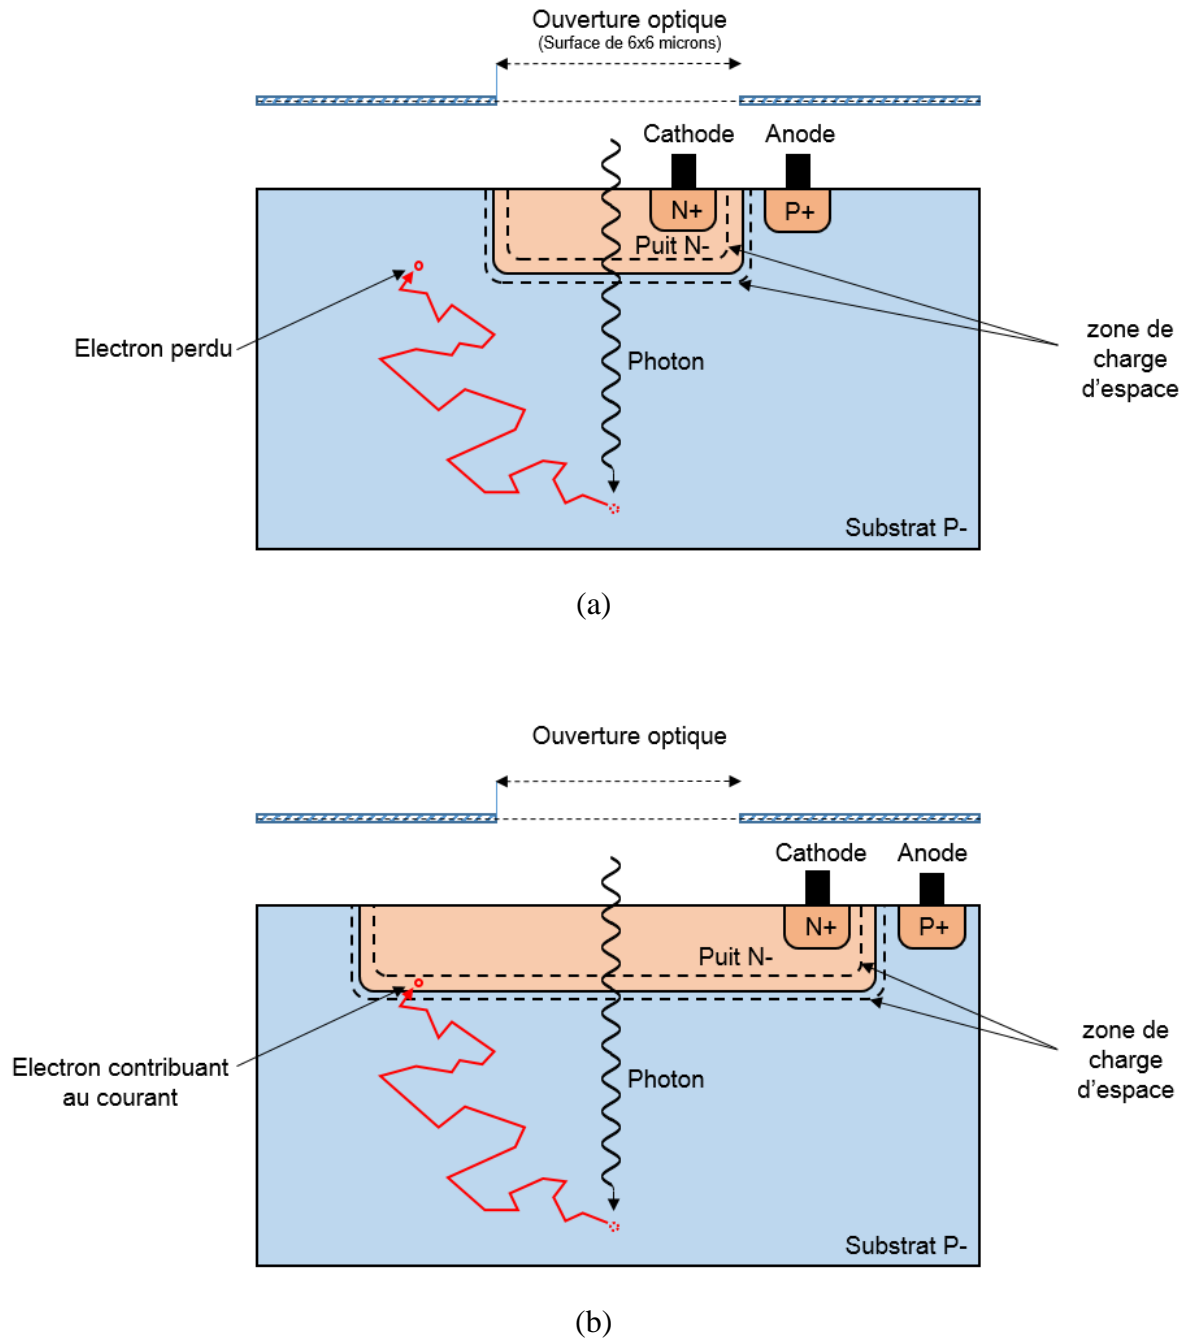 Ouverture optique
(Surface de 6x6 microns)
Cathode
Anode
N+
P+
Puit N-
Electron perdu
Photon
zone de
charge
d'espace
Substrat P-
(a)
Ouverture optique
Cathode
Anode
N+
P+
Puit N-
Electron contribuant
au courant
Photon
zone de
charge
d'espace
Substrat P-
(b)